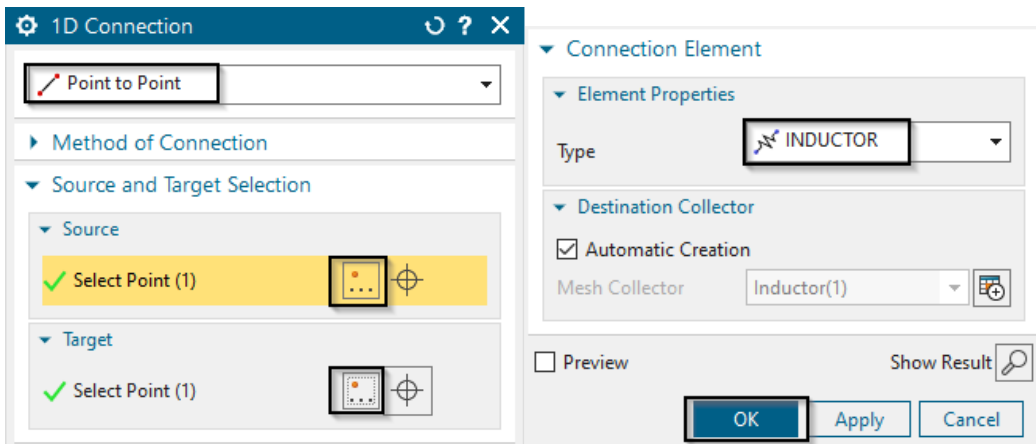 1D Connection
?
Point to Point
Method of Connection
Source and Target Selection
Source
Select Point (1)
Target
Select Point (1)
Connection Element
Element Properties
Type INDUCTOR
Destination Collector
Automatic Creation
Mesh Collector Inductor(1)
Preview Show Result
OK Apply Cancel